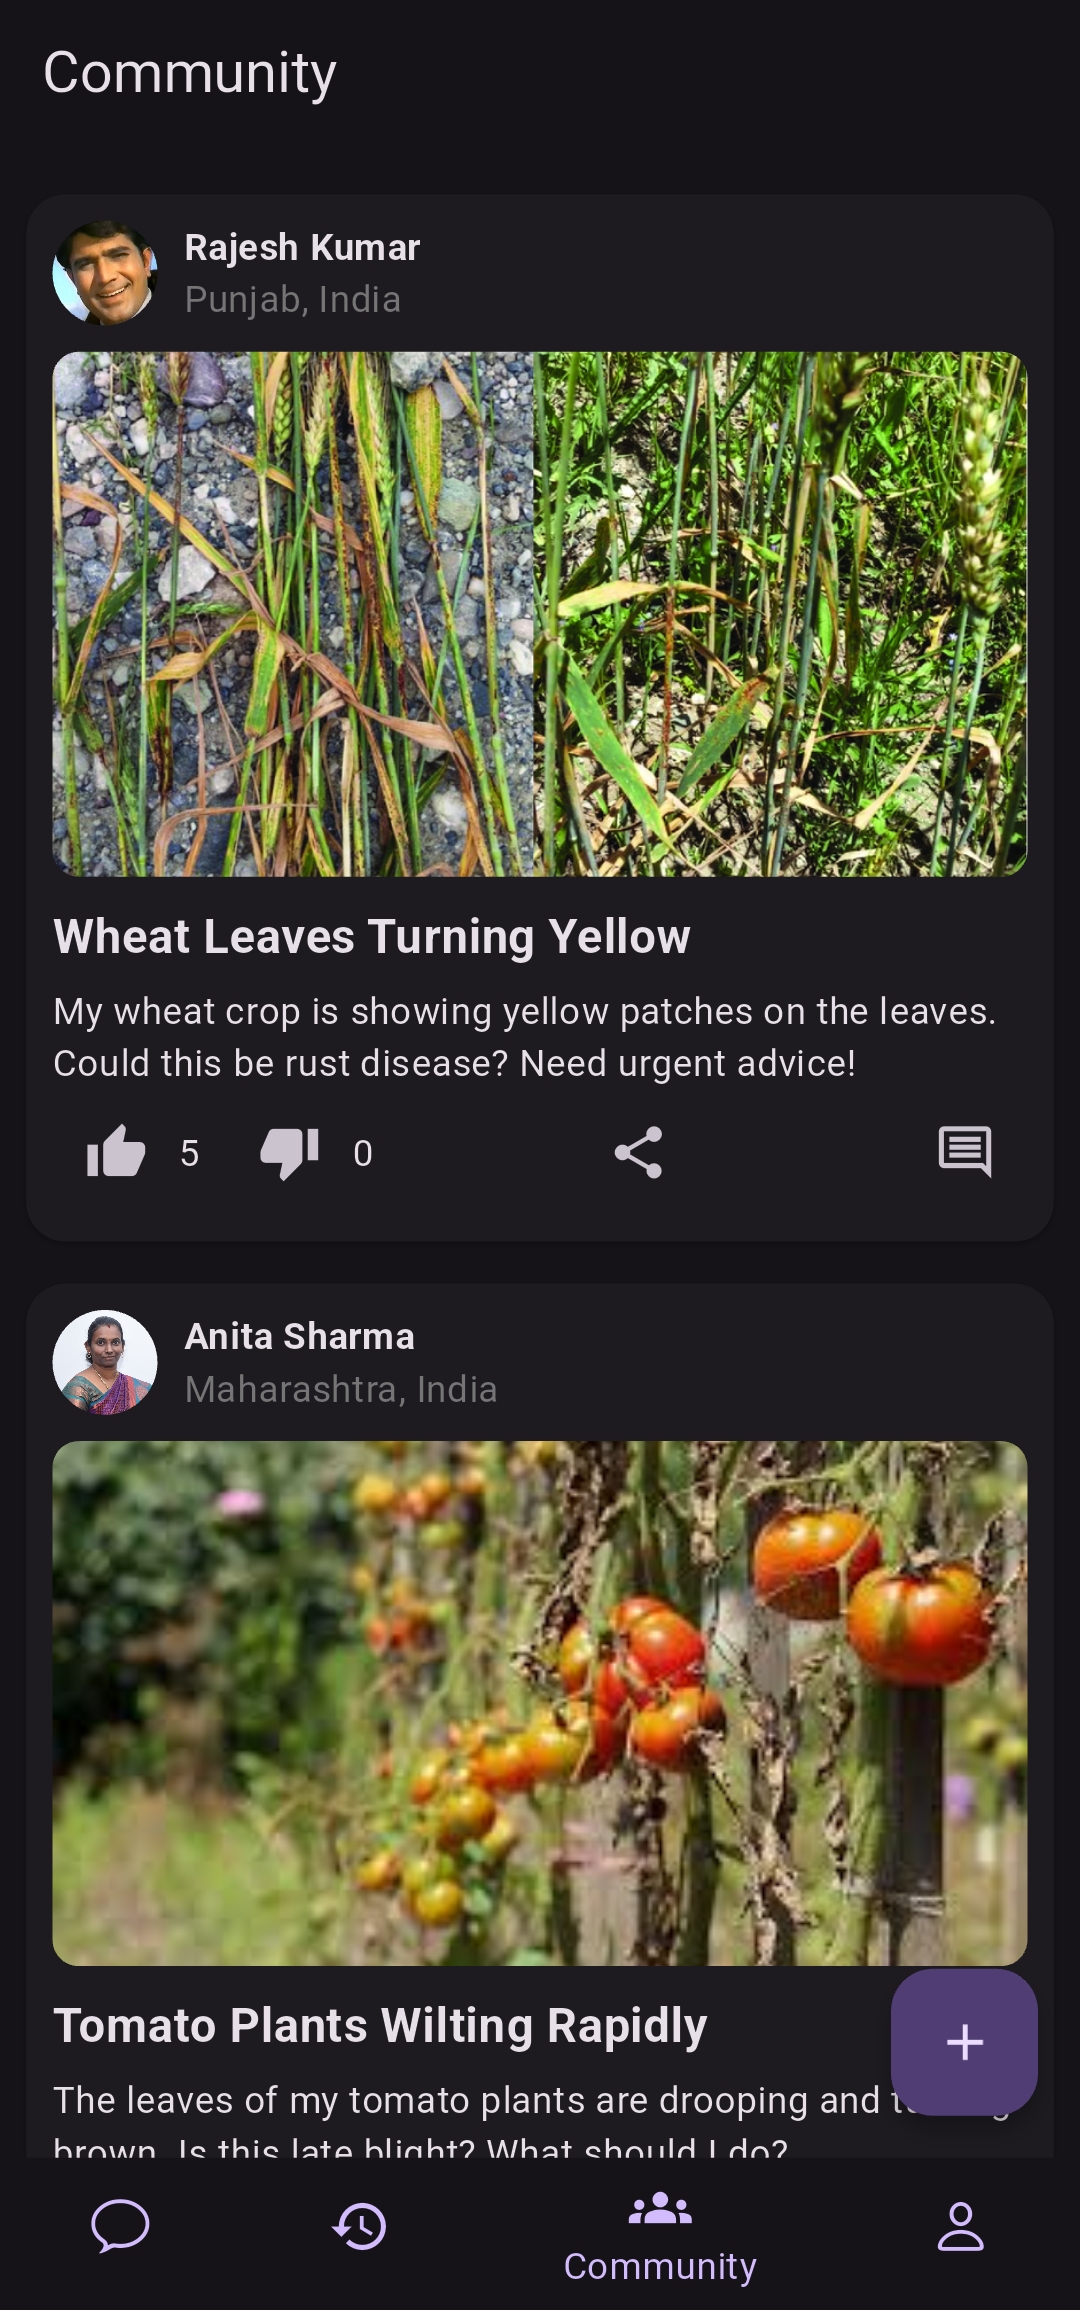 Community
Rajesh Kumar
Punjab, India
Wheat Leaves Turning Yellow
My wheat crop is showing yellow patches on the leaves.
Could this be rust disease? Need urgent advice!
5
0
Anita Sharma
Maharashtra, India
Tomato Plants Wilting Rapidly
The leaves of my tomato plants are drooping and
brown. Is this late blight? What should I do?
Community